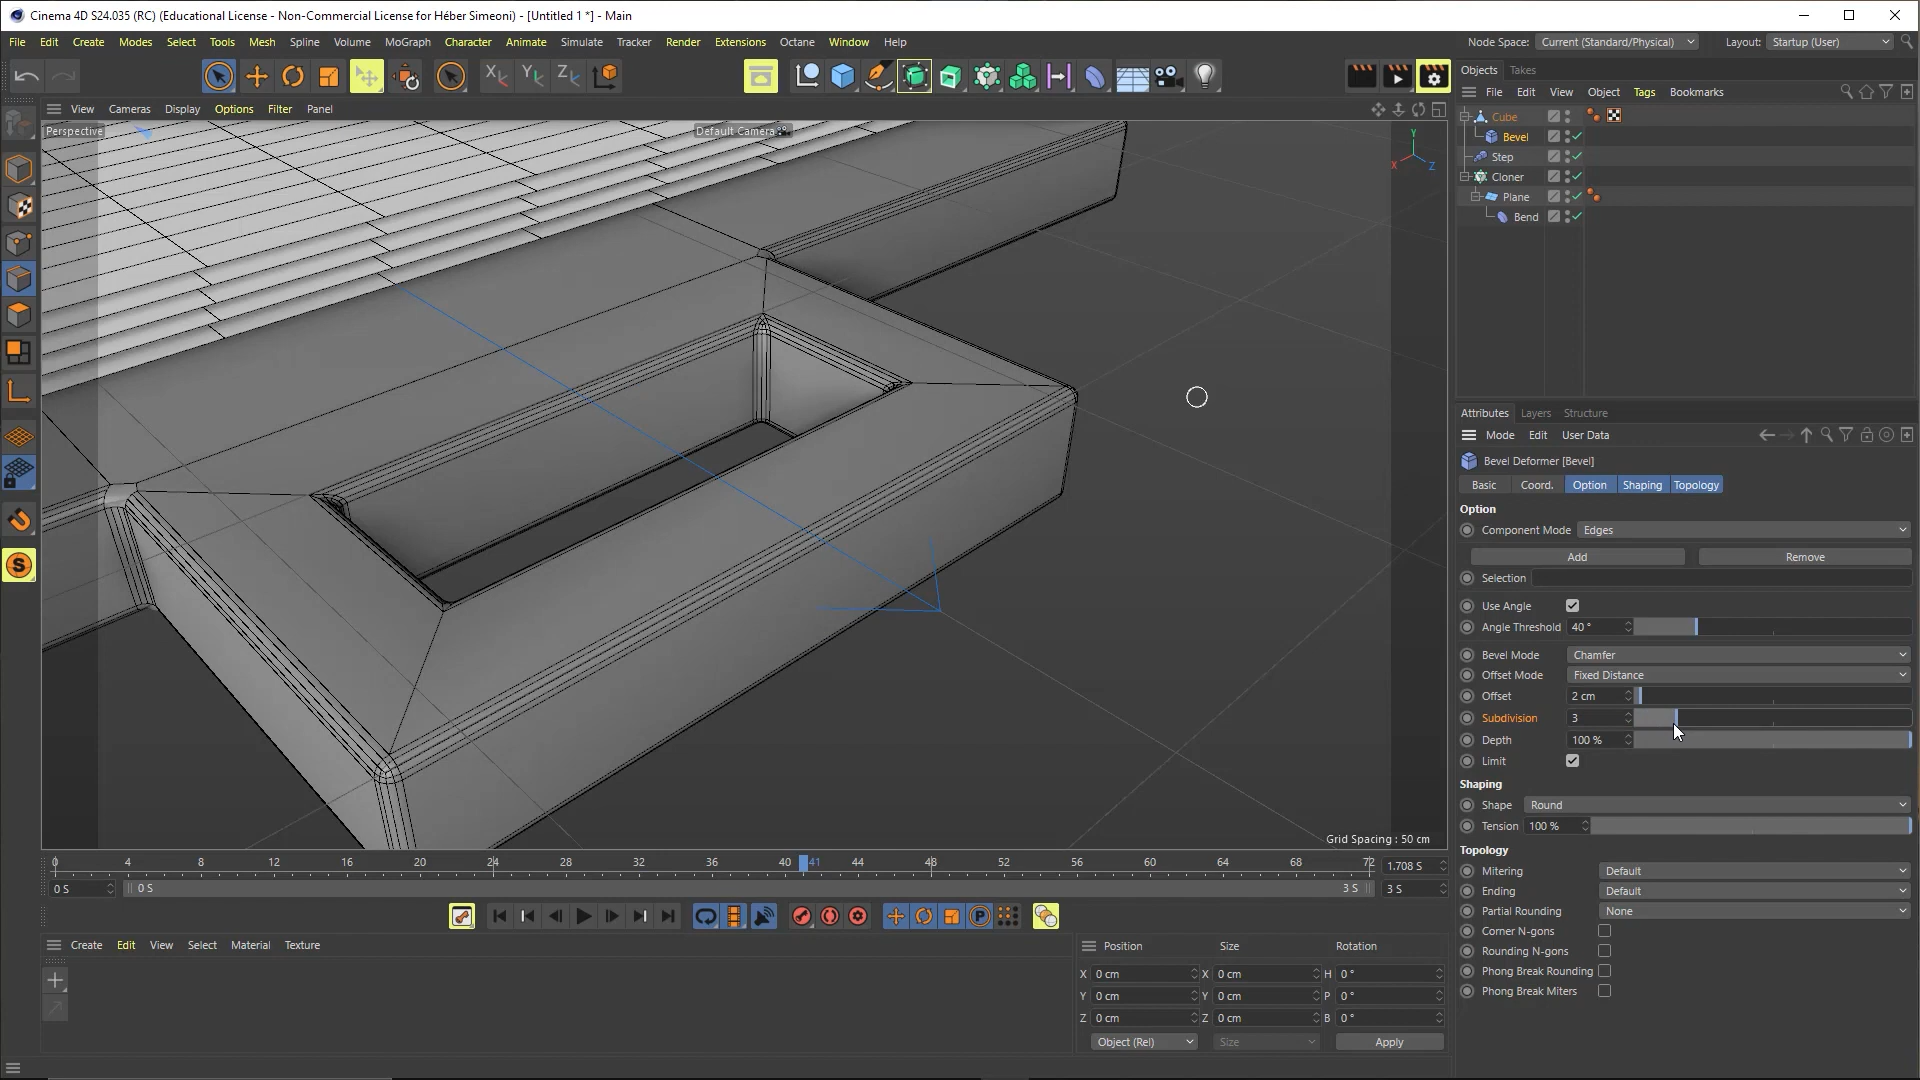 Cinema 4D S24.035 (RC) (Educational License - Non-Commercial License for Héber Simeoni) - [Untitled 1 *] - Main
File Edit Create Modes Select Tools Mesh Spline Volume MoGraph Character Animate Simulate Tracker Render Extensions Octane Window Help
Node Space: Current (Standard/Physical) Layout: Startup (User)
X Y Z
Objects Takes
File Edit View Object Tags Bookmarks
View Cameras Display Options Filter Panel
Perspective
Default Camera
Y
X Z
Cube
Bevel
Step
Cloner
Plane
Bend
Attributes Layers Structure
Mode Edit User Data
Bevel Deformer [Bevel]
Basic Coord. Option Shaping Topology
Option
Component Mode Edges
Add Remove
Selection
Use Angle
Angle Threshold 40 °
Bevel Mode Chamfer
Offset Mode Fixed Distance
Offset 2 cm
Subdivision 3
Depth 100 %
Limit
Shaping
Shape Round
Tension 100 %
Topology
Mitering Default
Ending Default
Partial Rounding None
Corner N-gons
Rounding N-gons
Phong Break Rounding
Phong Break Miters
S
Grid Spacing : 50 cm
0 4 8 12 16 20 24 28 32 36 40 41 44 48 52 56 60 64 68 72
1.708 S
0 S 0 S 3 S 3 S
P
Create Edit View Select Material Texture
Position Size Rotation
X 0 cm X 0 cm H 0 °
Y 0 cm Y 0 cm P 0 °
Z 0 cm Z 0 cm B 0 °
Object (Rel) Size Apply